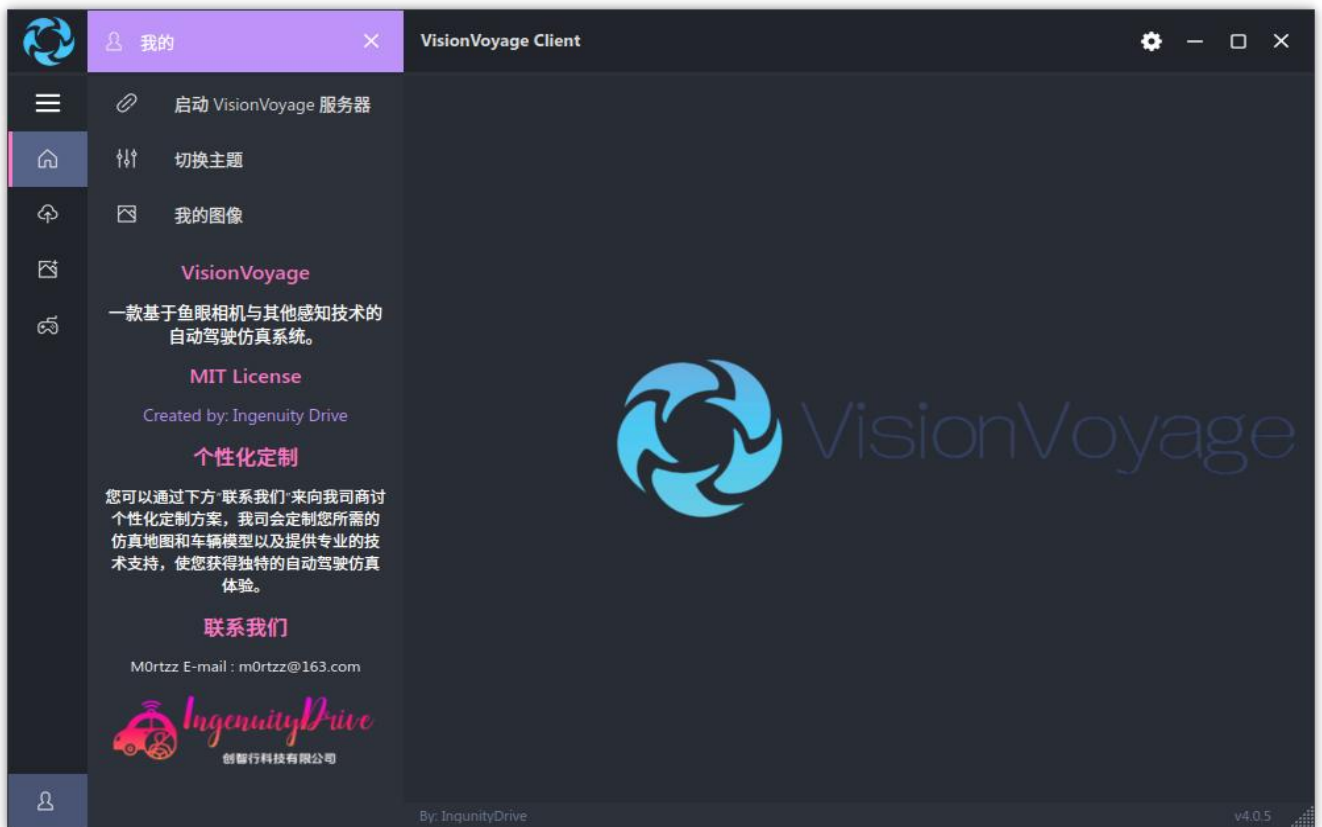 我的
VisionVoyage Client
启动 VisionVoyage 服务器
切换主题
我的图像
VisionVoyage
一款基于鱼眼相机与其他感知技术的
自动驾驶仿真系统。
MIT License
Created by: Ingenuity Drive
个性化定制
您可以通过下方“联系我们”来向我司商讨
个性化定制方案，我司会定制您所需的
仿真地图和车辆模型以及提供专业的技
术支持，使您获得独特的自动驾驶仿真
体验。
联系我们
M0rtzz E-mail : m0rtzz@163.com
IngenuityDrive
创智行科技有限公司
VisionVoyage
By: IngunityDrive
v4.0.5